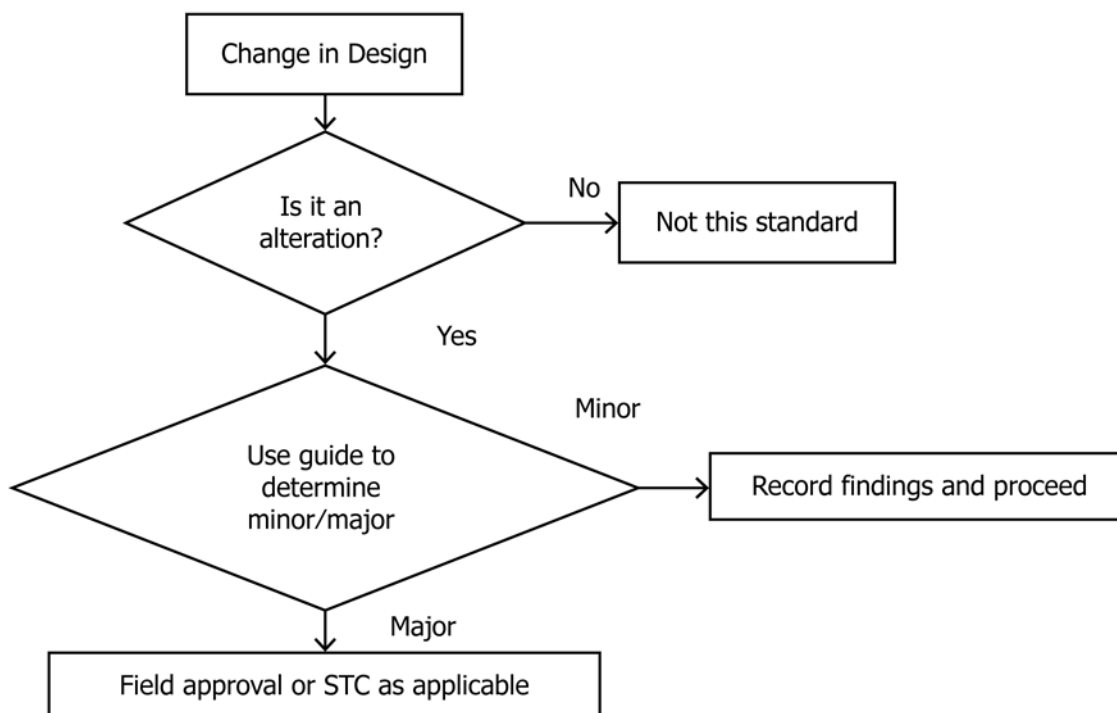 Change in Design
Is it an
alteration?
No
Not this standard
Yes
Use guide to
determine
minor/major
Minor
Record findings and proceed
Major
Field approval or STC as applicable